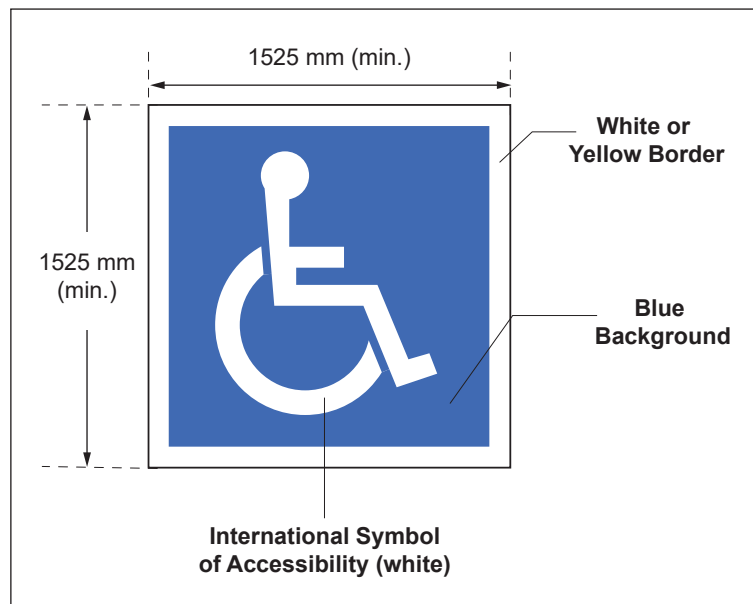 1525 mm (min.)
White or
Yellow Border
1525 mm
(min.)
Blue
Background
International Symbol
of Accessibility (white)